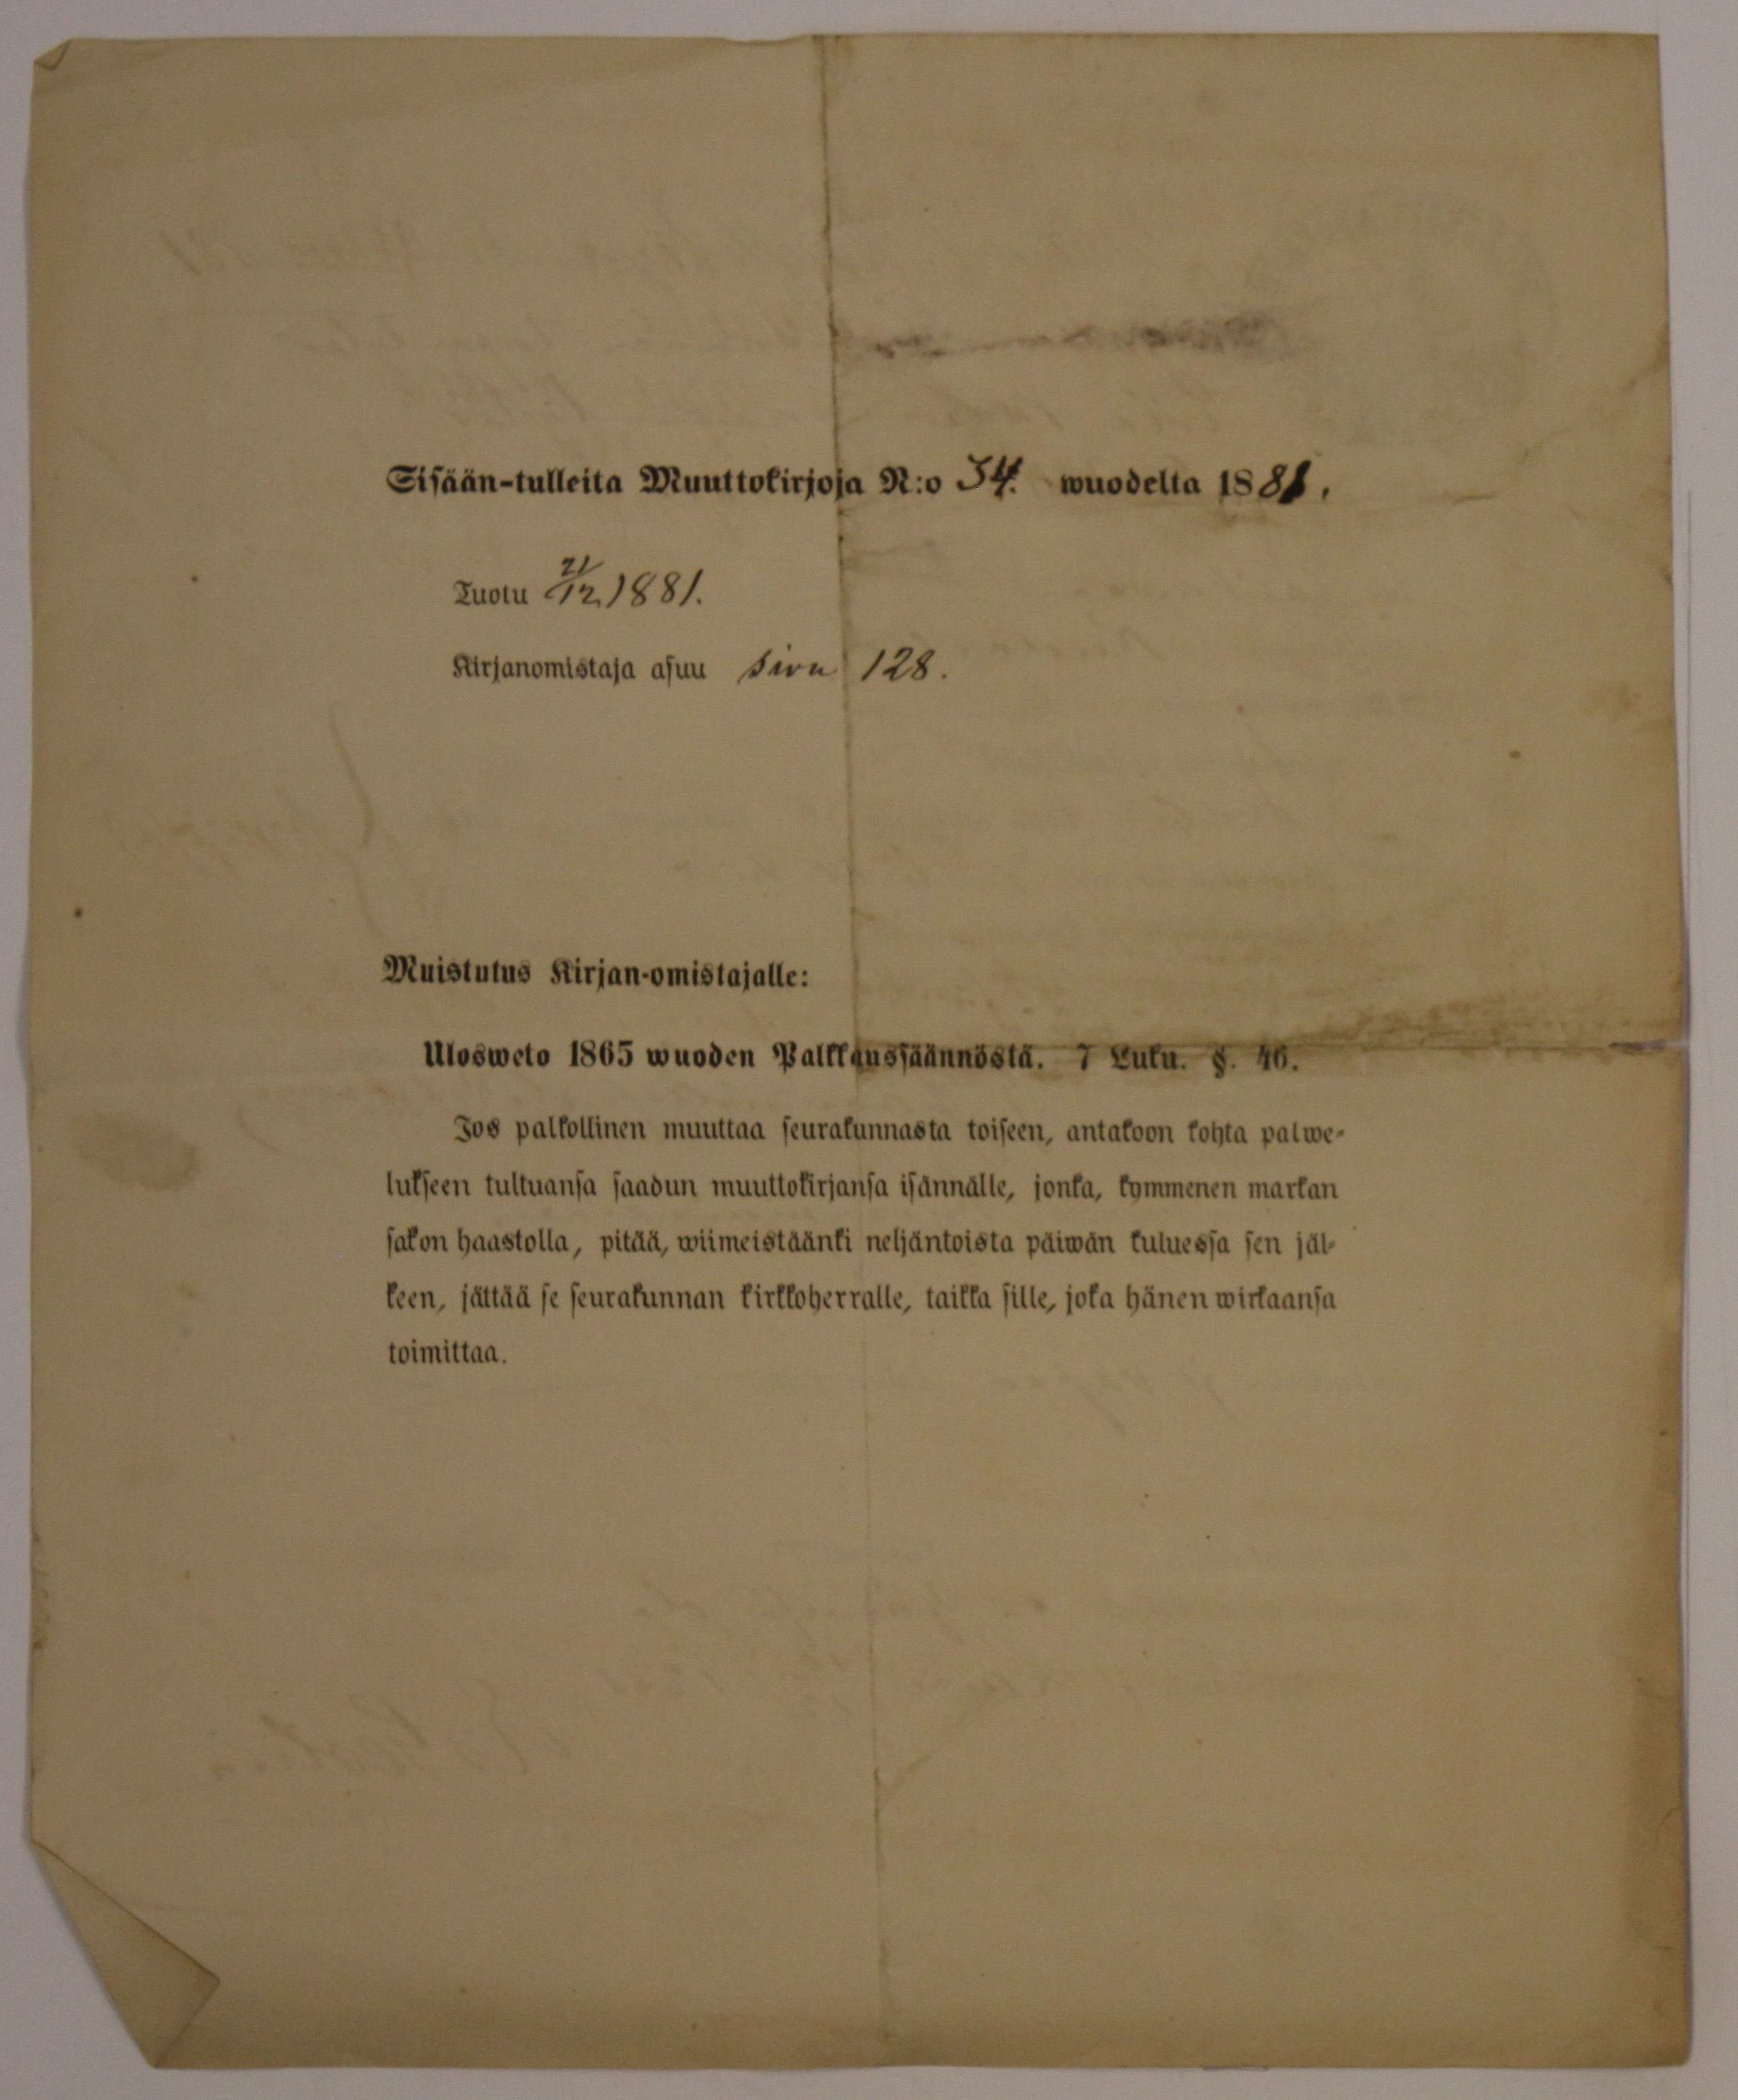 Sisään-tulleita Muuttokirjoja N:o 34. wuodelta 1881.
Tuotu 21/12 1881.
Kirjanomistaja asuu sivu 128.
Muistutus Kirjan-omistajalle:
Ulosweto 1865 wuoden Palkkaussäännöstä. 7 Luku. §. 46.
Jos palkollinen muuttaa seurakunnasta toiseen, antakoon kohta palwe-
lukseen tultuansa saadun muuttokirjansa isännälle, jonka, kymmenen markan
sakon haastolla, pitää, wiimeistäänki neljäntoista päiwän kuluessa sen jäl-
keen, jättää se seurakunnan kirkkoherralle, taikka sille, joka hänen wirkaansa
toimittaa.